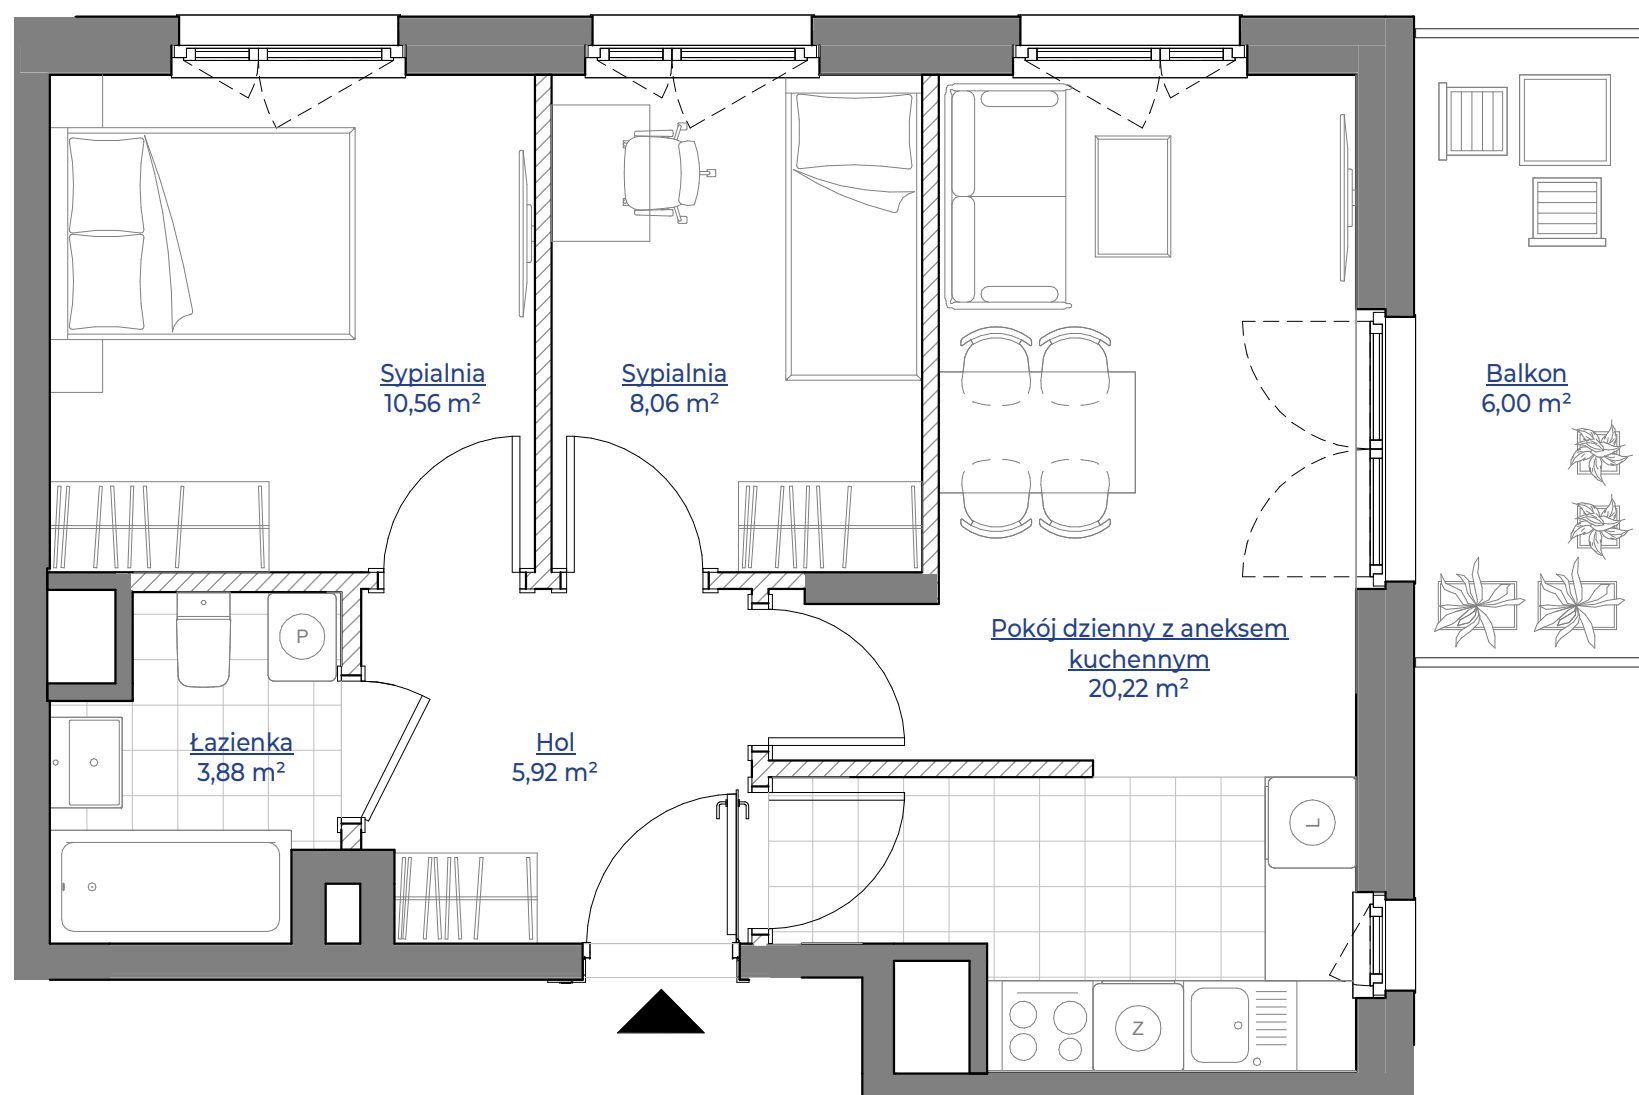 Sypialnia
10,56 m²
Sypialnia
8,06 m²
Balkon
6,00 m²
Pokój dzienny z aneksem
kuchennym
20,22 m²
P
Łazienka
3,88 m²
Hol
5,92 m²
L
Z